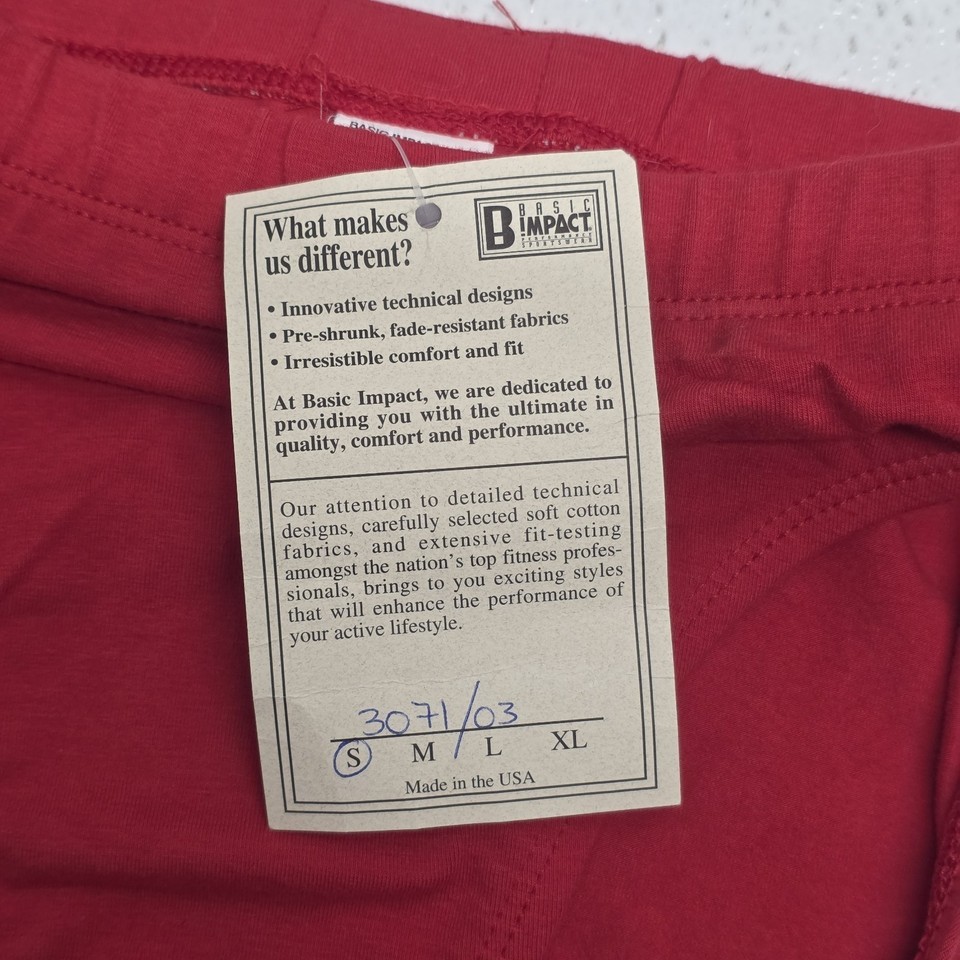 BASIC IMPACT
What makes
us different?
B BASIC
IMPACT
PERFORMANCE
SPORTSWEAR
• Innovative technical designs
• Pre-shrunk, fade-resistant fabrics
• Irresistible comfort and fit
At Basic Impact, we are dedicated to
providing you with the ultimate in
quality, comfort and performance.
Our attention to detailed technical
designs, carefully selected soft cotton
fabrics, and extensive fit-testing
amongst the nation's top fitness profes-
sionals, brings to you exciting styles
that will enhance the performance of
your active lifestyle.
3071/03
S M L XL
Made in the USA